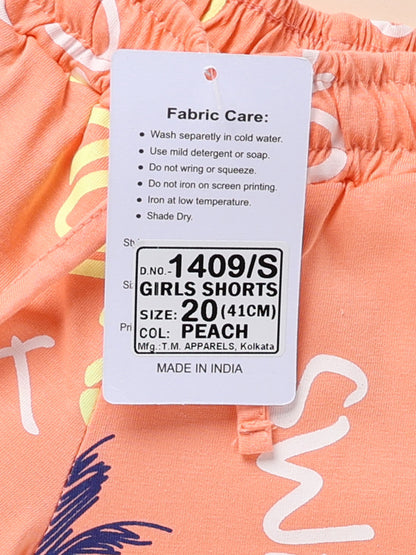 Fabric Care:
• Wash separetly in cold water.
• Use mild detergent or soap.
• Do not wring or squeeze.
• Do not iron on screen printing.
• Iron at low temperature.
• Shade Dry.
D.NO.- 1409/S
GIRLS SHORTS
SIZE: 20 (41CM)
COL: PEACH
Mfg.:T.M. APPARELS, Kolkata
MADE IN INDIA